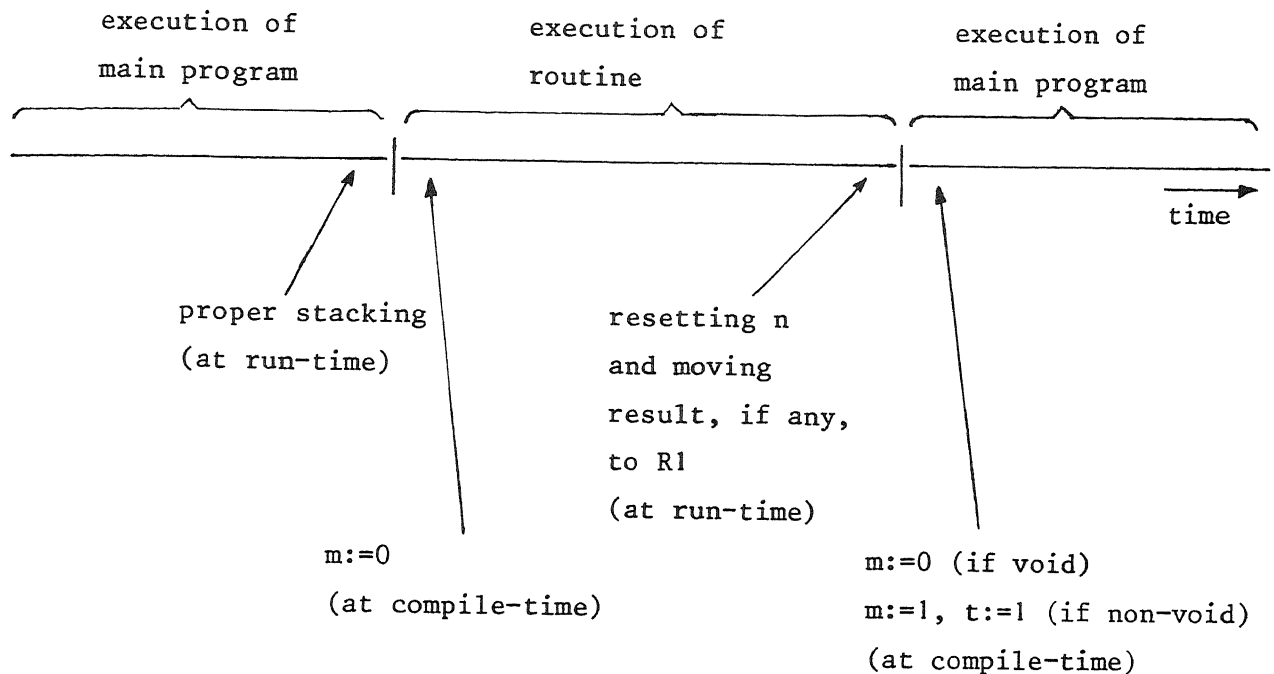 execution of
main program
execution of
routine
execution of
main program
time
proper stacking
(at run-time)
resetting n
and moving
result, if any,
to R1
(at run-time)
m:=0
(at compile-time)
m:=0 (if void)
m:=1, t:=1 (if non-void)
(at compile-time)